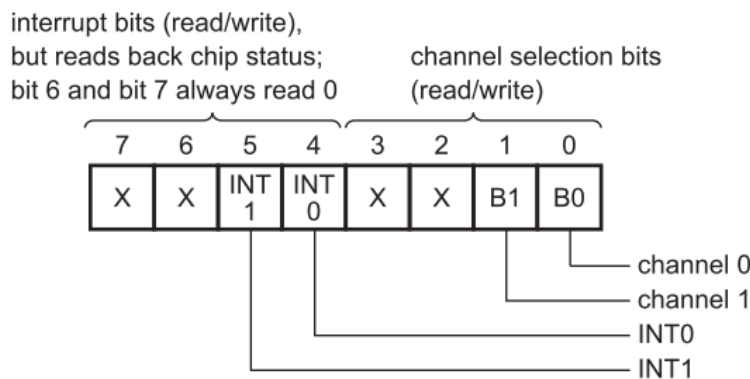 interrupt bits (read/write),
but reads back chip status;
bit 6 and bit 7 always read 0
channel selection bits
(read/write)
7 6 5 4 3 2 1 0
X X INT 1 INT 0 X X B1 B0
channel 0
channel 1
INT0
INT1